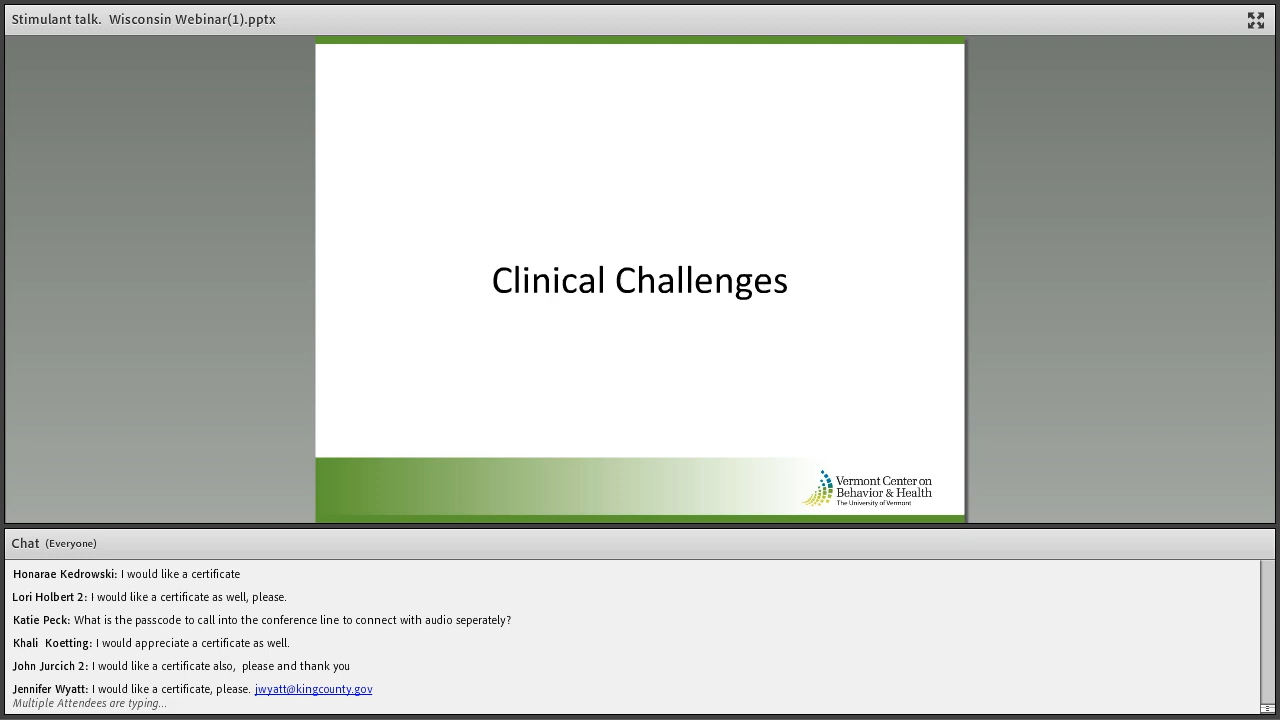 Stimulant talk.  Wisconsin Webinar(1).pptx
Clinical Challenges
Vermont Center on
Behavior & Health
The University of Vermont
Chat (Everyone)
Honarae Kedrowski: I would like a certificate
Lori Holbert 2: I would like a certificate as well, please.
Katie Peck: What is the passcode to call into the conference line to connect with audio seperately?
Khali  Koetting: I would appreciate a certificate as well.
John Jurcich 2: I would like a certificate also,  please and thank you
Jennifer Wyatt: I would like a certificate, please. jwyatt@kingcounty.gov
Multiple Attendees are typing...